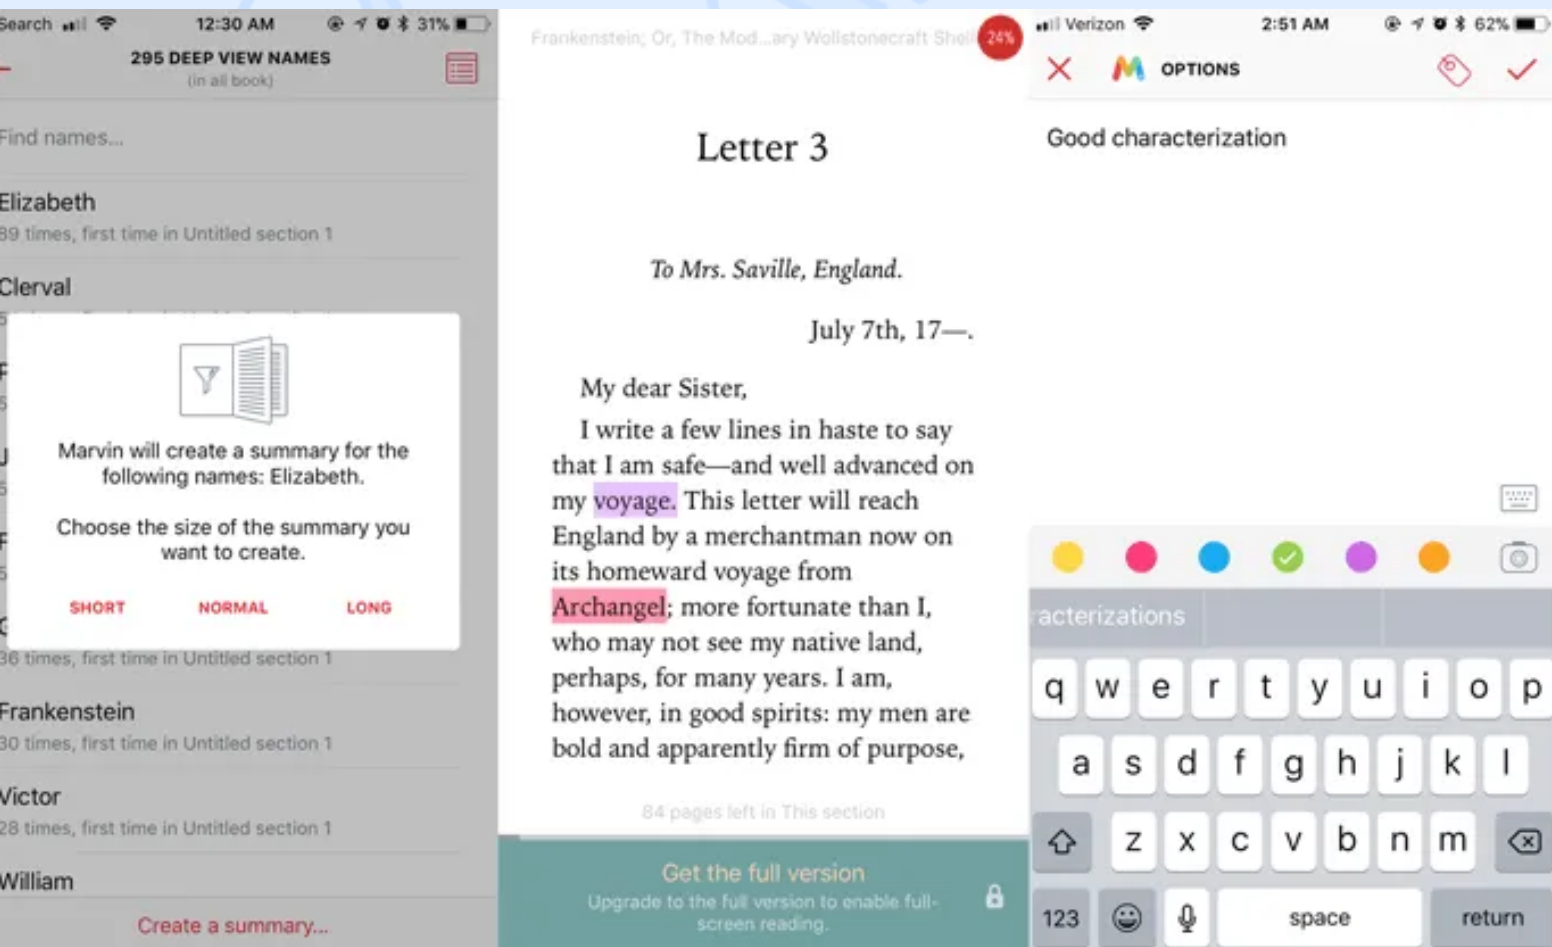 Search
12:30 AM
31%
295 DEEP VIEW NAMES
(in all book)
Find names...
Elizabeth
89 times, first time in Untitled section 1
Clerval
Marvin will create a summary for the
following names: Elizabeth.
Choose the size of the summary you
want to create.
SHORT NORMAL LONG
36 times, first time in Untitled section 1
Frankenstein
30 times, first time in Untitled section 1
Victor
28 times, first time in Untitled section 1
William
Create a summary...
Frankenstein; Or, The Mod...ary Wollstonecraft Shell
24%
Letter 3
To Mrs. Saville, England.
July 7th, 17—.
My dear Sister,
I write a few lines in haste to say
that I am safe—and well advanced on
my voyage. This letter will reach
England by a merchantman now on
its homeward voyage from
Archangel; more fortunate than I,
who may not see my native land,
perhaps, for many years. I am,
however, in good spirits: my men are
bold and apparently firm of purpose,
84 pages left in This section
Get the full version
Upgrade to the full version to enable full-
screen reading.
Verizon
2:51 AM
62%
OPTIONS
Good characterization
racterizations
q w e r t y u i o p
a s d f g h j k l
z x c v b n m
123 space return